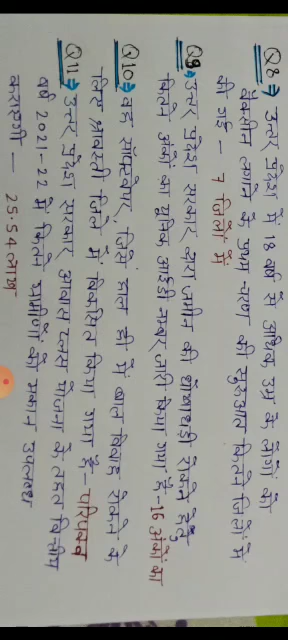 Q8→ उत्तर प्रदेश में 18 वर्ष से अधिक उम्र के लोगों को
वैक्सीन लगाने के प्रथम चरण की शुरुआत कितने जिलों में
की गई - 7 जिलों में
Q9→ उत्तर प्रदेश सरकार द्वारा जमीन की धोखाधड़ी रोकने हेतु
कितने अंकों का यूनिक आईडी नम्बर जारी किया गया है - 16 अंकों का
Q10→ वह सॉफ्टवेयर, जिसे हाल ही में बाल विवाह रोकने के
लिए श्रावस्ती जिले में विकसित किया गया है - परिपक्व
Q11→ उत्तर प्रदेश सरकार आवास प्लस योजना के तहत वित्तीय
वर्ष 2021-22 में कितने ग्रामीणों को मकान उपलब्ध
कराएगी - 25.54 लाख